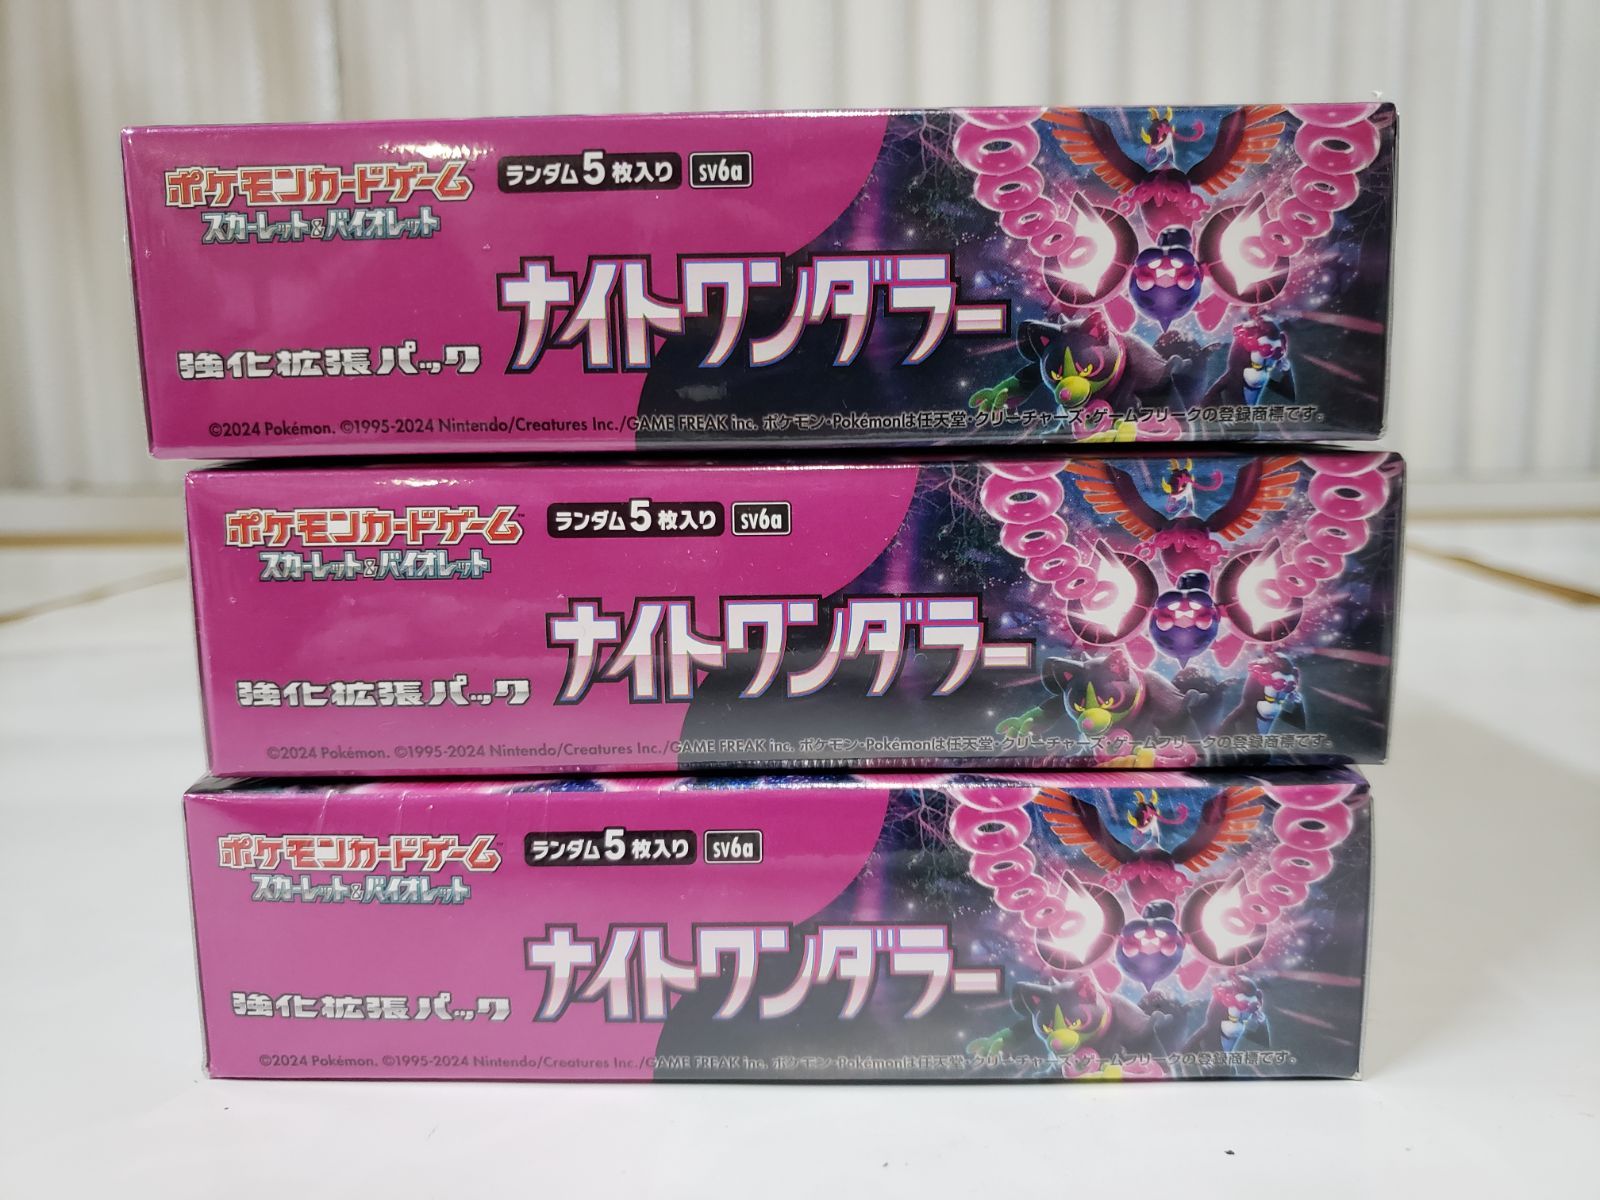 ポケモンカードゲーム™
スカーレット&バイオレット
ランダム5枚入り sv6a
ナイトワンダラー
強化拡張パック
©2024 Pokémon. ©1995-2024 Nintendo/Creatures Inc./GAME FREAK inc. ポケモン・Pokémonは任天堂・クリーチャーズ・ゲームフリークの登録商標です。
ポケモンカードゲーム™
スカーレット&バイオレット
ランダム5枚入り sv6a
ナイトワンダラー
強化拡張パック
©2024 Pokémon. ©1995-2024 Nintendo/Creatures Inc./GAME FREAK inc. ポケモン・Pokémonは任天堂・クリーチャーズ・ゲームフリークの登録商標です。
ポケモンカードゲーム™
スカーレット&バイオレット
ランダム5枚入り sv6a
ナイトワンダラー
強化拡張パック
©2024 Pokémon. ©1995-2024 Nintendo/Creatures Inc./GAME FREAK inc. ポケモン・Pokémonは任天堂・クリーチャーズ・ゲームフリークの登録商標です。